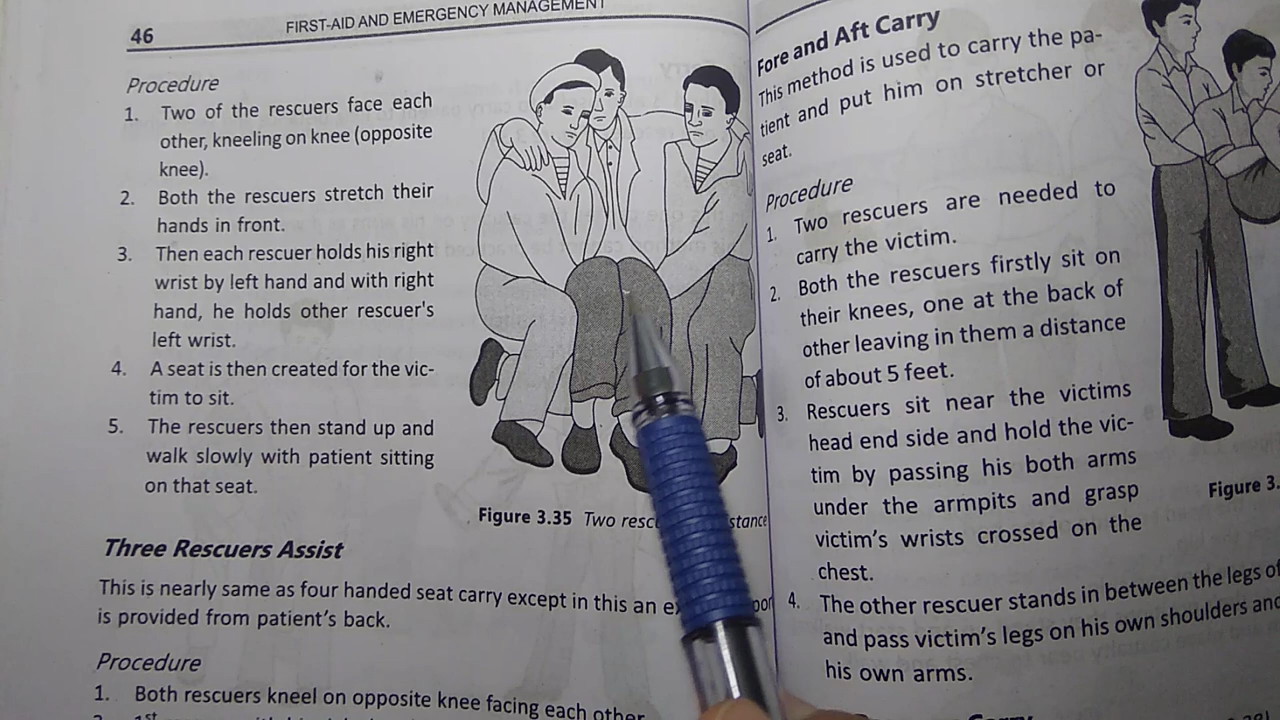 46
FIRST-AID AND EMERGENCY MANAGEMENT
Procedure
1. Two of the rescuers face each
other, kneeling on knee (opposite
knee).
2. Both the rescuers stretch their
hands in front.
3. Then each rescuer holds his right
wrist by left hand and with right
hand, he holds other rescuer's
left wrist.
4. A seat is then created for the vic-
tim to sit.
5. The rescuers then stand up and
walk slowly with patient sitting
on that seat.
Figure 3.35 Two
Three Rescuers Assist
This is nearly same as four handed seat carry except in this an
is provided from patient's back.
Procedure
1. Both rescuers kneel on opposite knee facing each other
Fore and Aft Carry
This method is used to carry the pa-
tient and put him on stretcher or
seat.
Procedure
1. Two rescuers are needed to
carry the victim.
2. Both the rescuers firstly sit on
their knees, one at the back of
other leaving in them a distance
of about 5 feet.
3. Rescuers sit near the victims
head end side and hold the vic-
tim by passing his both arms
under the armpits and grasp
victim's wrists crossed on the
chest.
4. The other rescuer stands in between the legs of
and pass victim's legs on his own shoulders and
his own arms.
Figure 3.